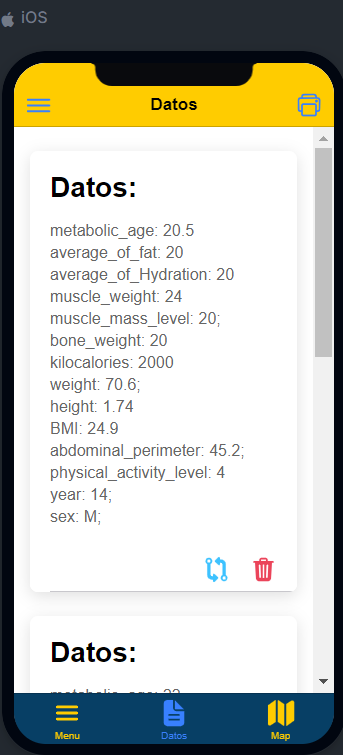 iOS
Datos
Datos:
metabolic_age: 20.5
average_of_fat: 20
average_of_Hydration: 20
muscle_weight: 24
muscle_mass_level: 20;
bone_weight: 20
kilocalories: 2000
weight: 70.6;
height: 1.74
BMI: 24.9
abdominal_perimeter: 45.2;
physical_activity_level: 4
year: 14;
sex: M;
Datos:
Menu
Datos
Map